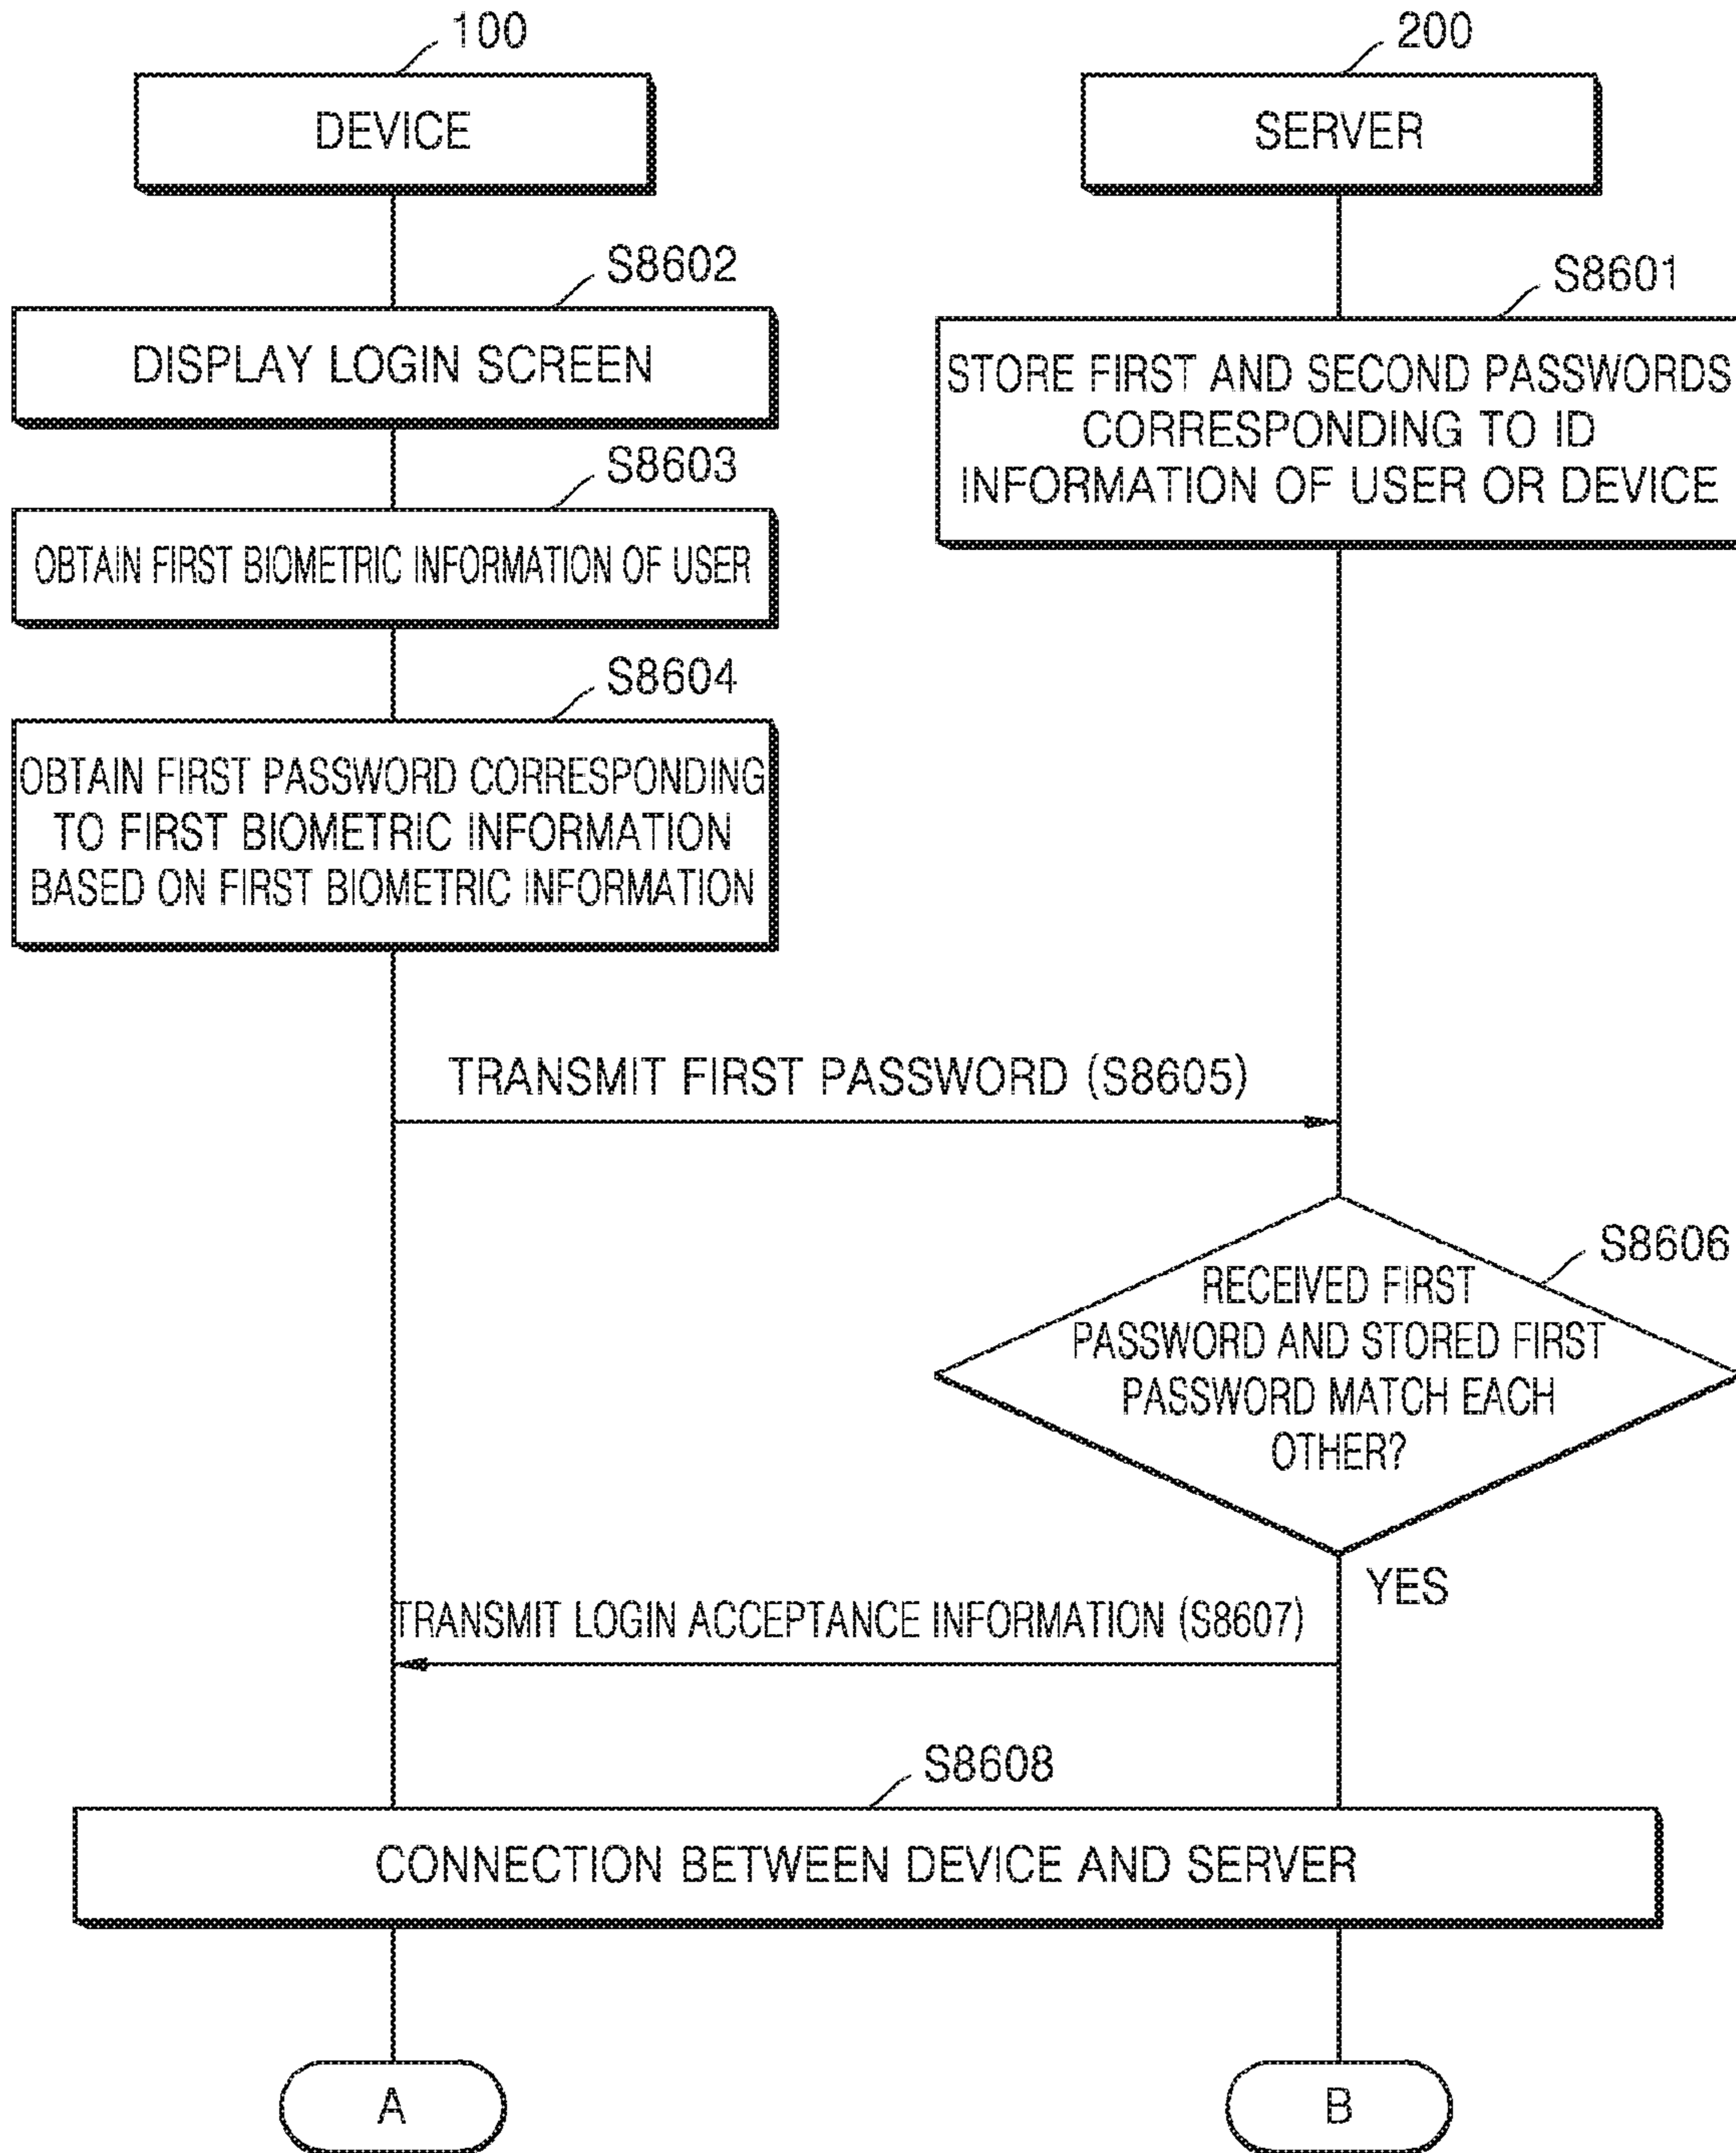 100
DEVICE
200
SERVER
S8602
DISPLAY LOGIN SCREEN
S8601
STORE FIRST AND SECOND PASSWORDS
CORRESPONDING TO ID
INFORMATION OF USER OR DEVICE
S8603
OBTAIN FIRST BIOMETRIC INFORMATION OF USER
S8604
OBTAIN FIRST PASSWORD CORRESPONDING
TO FIRST BIOMETRIC INFORMATION
BASED ON FIRST BIOMETRIC INFORMATION
TRANSMIT FIRST PASSWORD (S8605)
S8606
RECEIVED FIRST
PASSWORD AND STORED FIRST
PASSWORD MATCH EACH
OTHER?
YES
TRANSMIT LOGIN ACCEPTANCE INFORMATION (S8607)
S8608
CONNECTION BETWEEN DEVICE AND SERVER
A
B